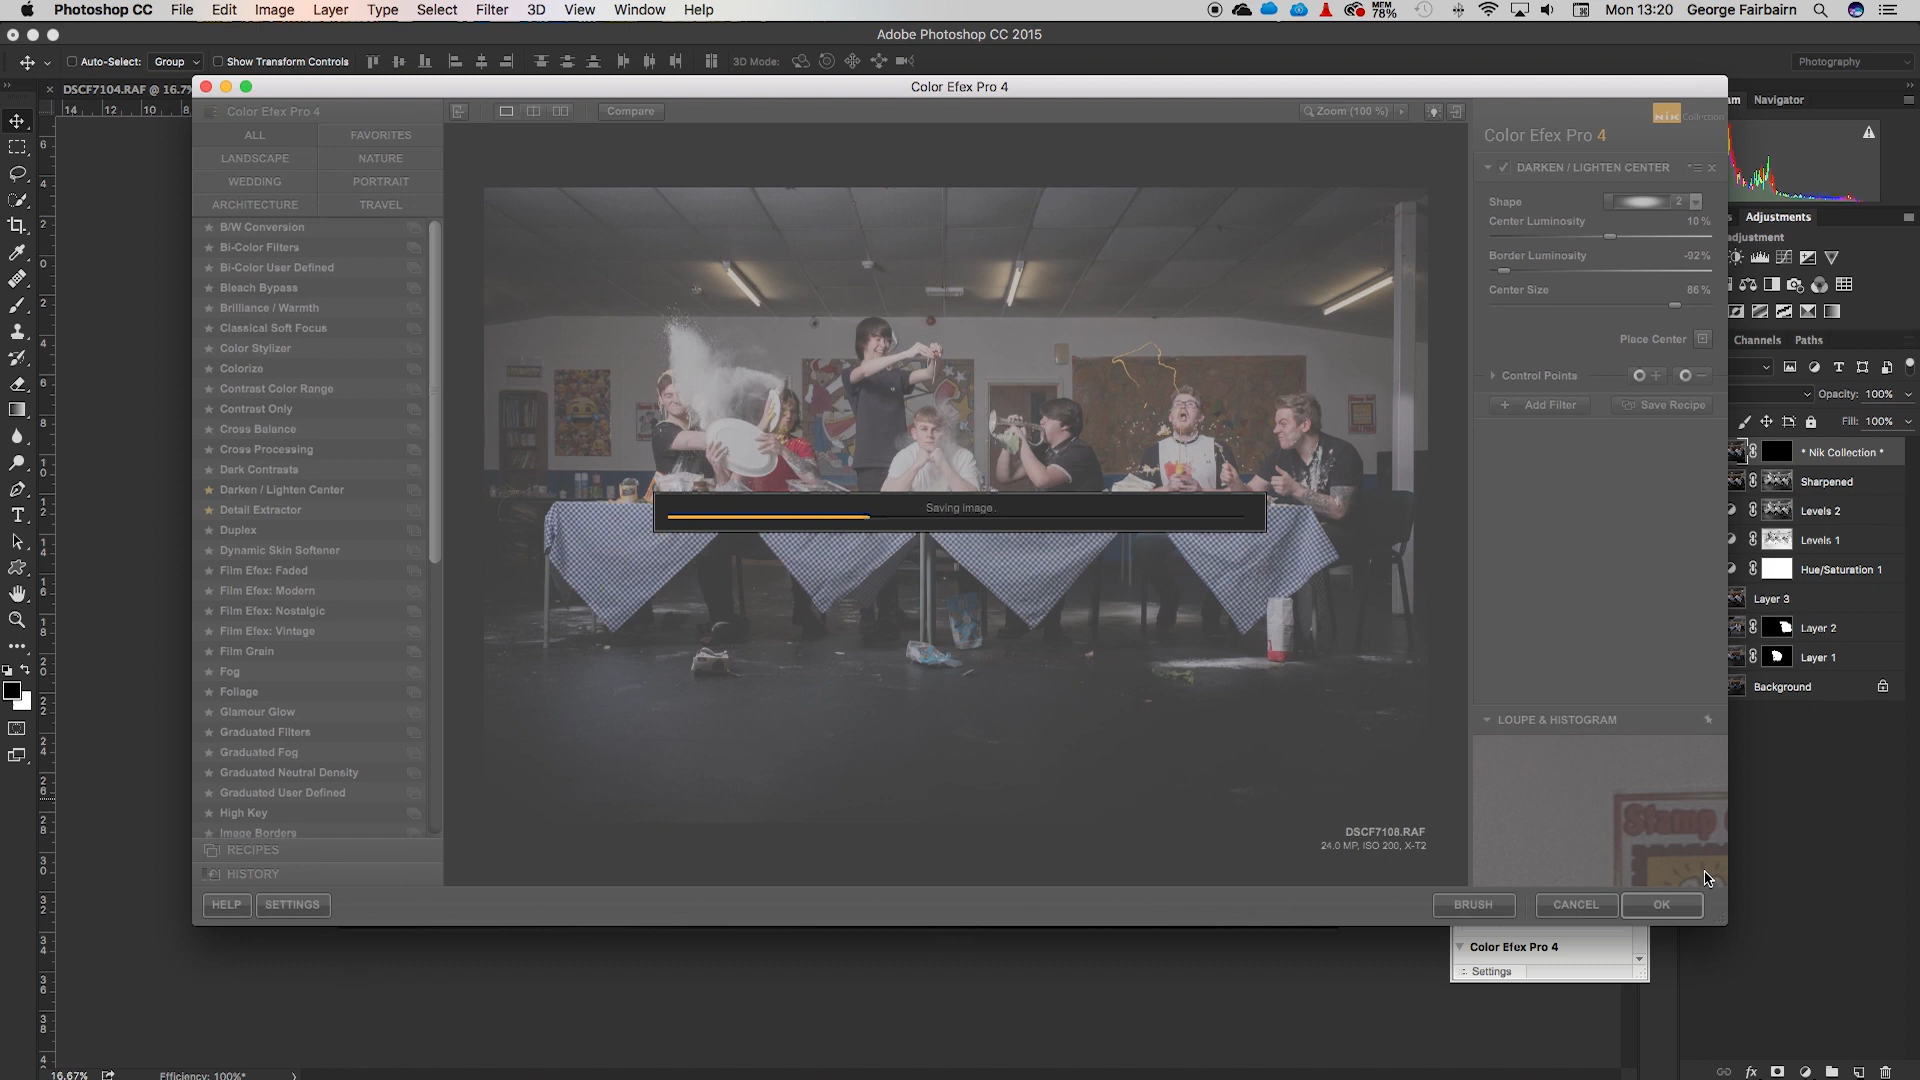 Photoshop CC File Edit Image Layer Type Select Filter 3D View Window Help MEM 78% Mon 13:20 George Fairbairn
Adobe Photoshop CC 2015
Auto-Select: Group Show Transform Controls 3D Mode: Photography
DSCF7104.RAF @ 16.7%
Color Efex Pro 4
Navigator
14 12 10
Color Efex Pro 4
Compare
Zoom (100 %)
Nik Collection
Color Efex Pro 4
ALL FAVORITES
LANDSCAPE NATURE
WEDDING PORTRAIT
ARCHITECTURE TRAVEL
B/W Conversion
Bi-Color Filters
Bi-Color User Defined
Bleach Bypass
Brilliance / Warmth
Classical Soft Focus
Color Stylizer
Colorize
Contrast Color Range
Contrast Only
Cross Balance
Cross Processing
Dark Contrasts
Darken / Lighten Center
Detail Extractor
Duplex
Dynamic Skin Softener
Film Efex: Faded
Film Efex: Modern
Film Efex: Nostalgic
Film Efex: Vintage
Film Grain
Fog
Foliage
Glamour Glow
Graduated Filters
Graduated Fog
Graduated Neutral Density
Graduated User Defined
High Key
Image Borders
RECIPES
HISTORY
HELP SETTINGS
Saving image.
DSCF7108.RAF
24.0 MP, ISO 200, X-T2
DARKEN / LIGHTEN CENTER
Shape 2
Center Luminosity 10 %
Border Luminosity -92%
Center Size 86 %
Place Center
Control Points
+ Add Filter Save Recipe
LOUPE & HISTOGRAM
Stamp
BRUSH CANCEL OK
Color Efex Pro 4
Settings
Adjustments
Channels Paths
Opacity: 100%
Fill: 100%
* Nik Collection *
Sharpened
Levels 2
Levels 1
Hue/Saturation 1
Layer 3
Layer 2
Layer 1
Background
16.67% Efficiency: 100%*